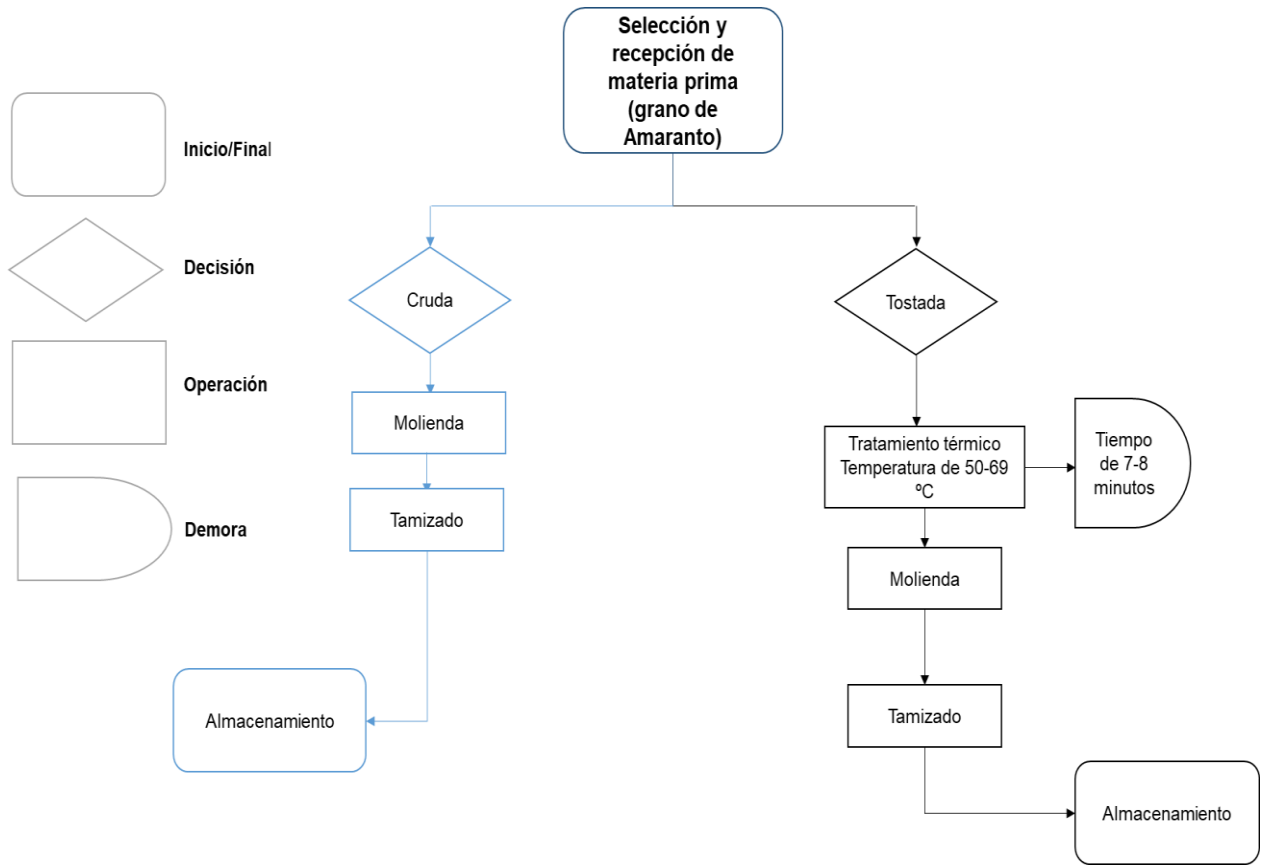 Selección y
recepción de
materia prima
(grano de
Amaranto)
Inicio/Final
Decisión
Operación
Demora
Cruda
Molienda
Tamizado
Almacenamiento
Tostada
Tratamiento térmico
Temperatura de 50-69
ºC
Tiempo
de 7-8
minutos
Molienda
Tamizado
Almacenamiento